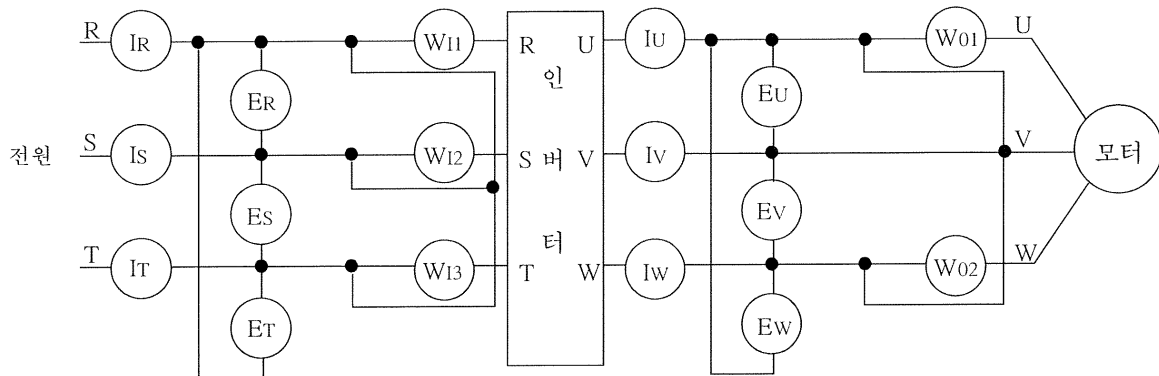 R IR WI1 R U IU W01 U
인
ER EU
전원 S IS WI2 S 버 V IV V 모터
ES EV
터
T IT WI3 T W IW W02 W
ET EW